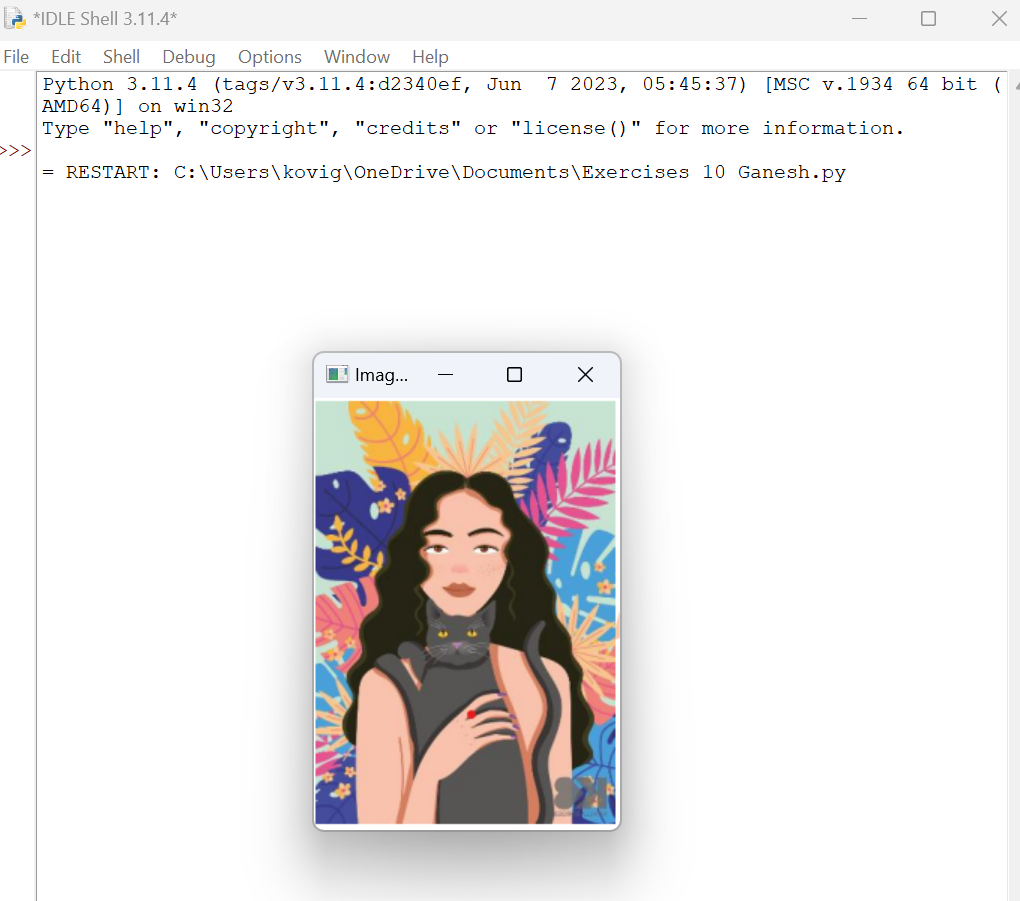 *IDLE Shell 3.11.4*
File Edit Shell Debug Options Window Help
Python 3.11.4 (tags/v3.11.4:d2340ef, Jun  7 2023, 05:45:37) [MSC v.1934 64 bit (
AMD64)] on win32
Type "help", "copyright", "credits" or "license()" for more information.
>>>
= RESTART: C:\Users\kovig\OneDrive\Documents\Exercises 10 Ganesh.py
Imag...